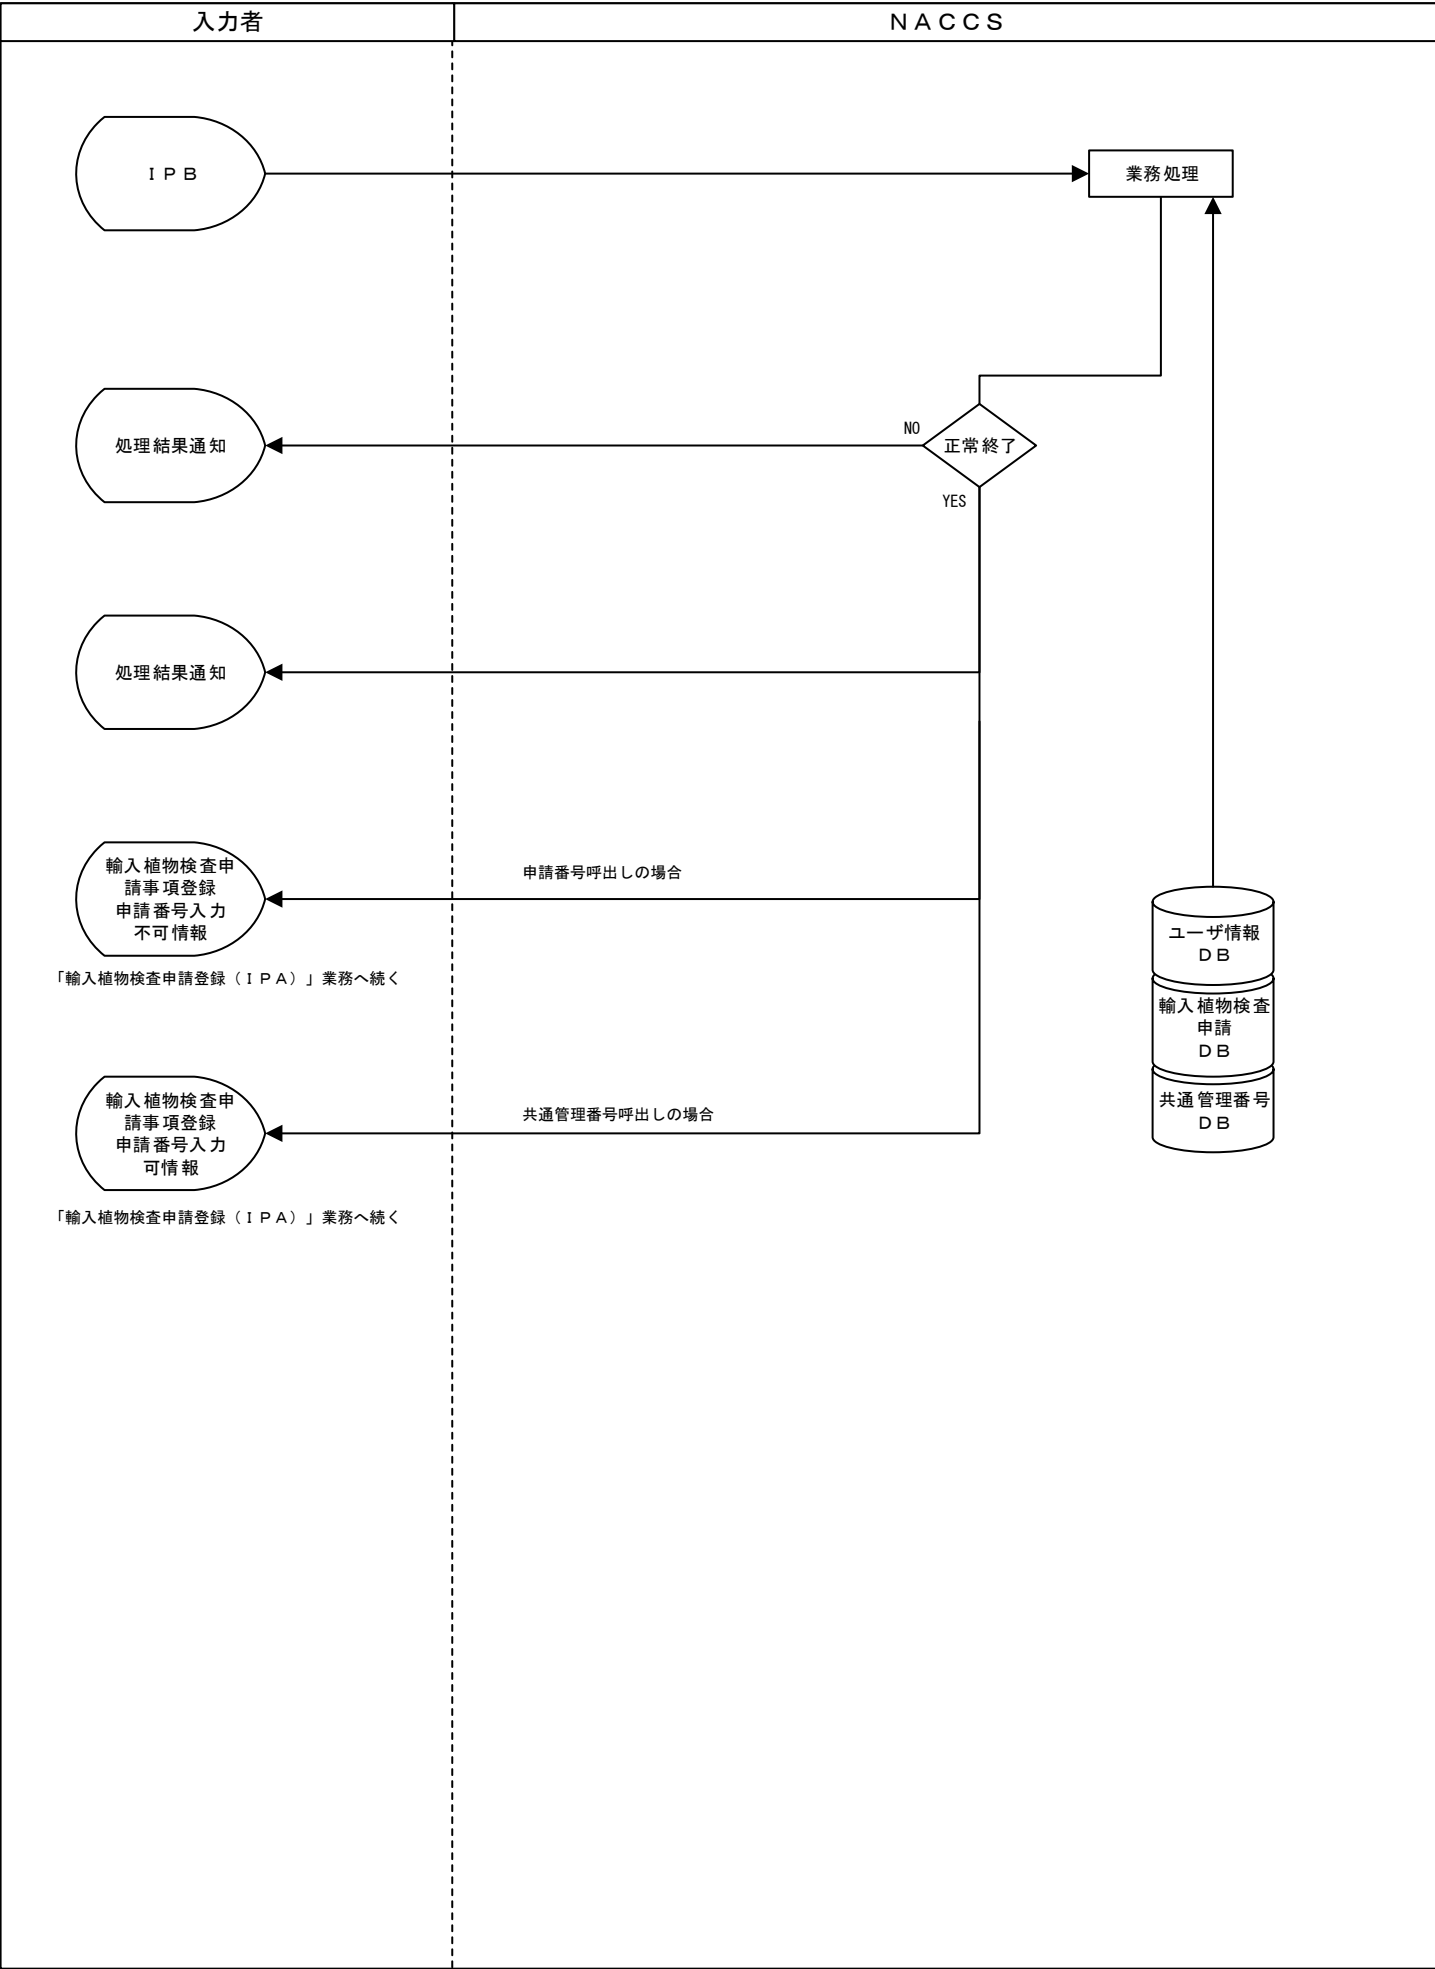 入力者
ＮＡＣＣＳ
ＩＰＢ
業務処理
処理結果通知
NO
正常終了
YES
処理結果通知
輸入植物検査申
請事項登録
申請番号入力
不可情報
申請番号呼出しの場合
「輸入植物検査申請登録（ＩＰＡ）」業務へ続く
ユーザ情報
ＤＢ
輸入植物検査
申請
ＤＢ
共通管理番号
ＤＢ
輸入植物検査申
請事項登録
申請番号入力
可情報
共通管理番号呼出しの場合
「輸入植物検査申請登録（ＩＰＡ）」業務へ続く